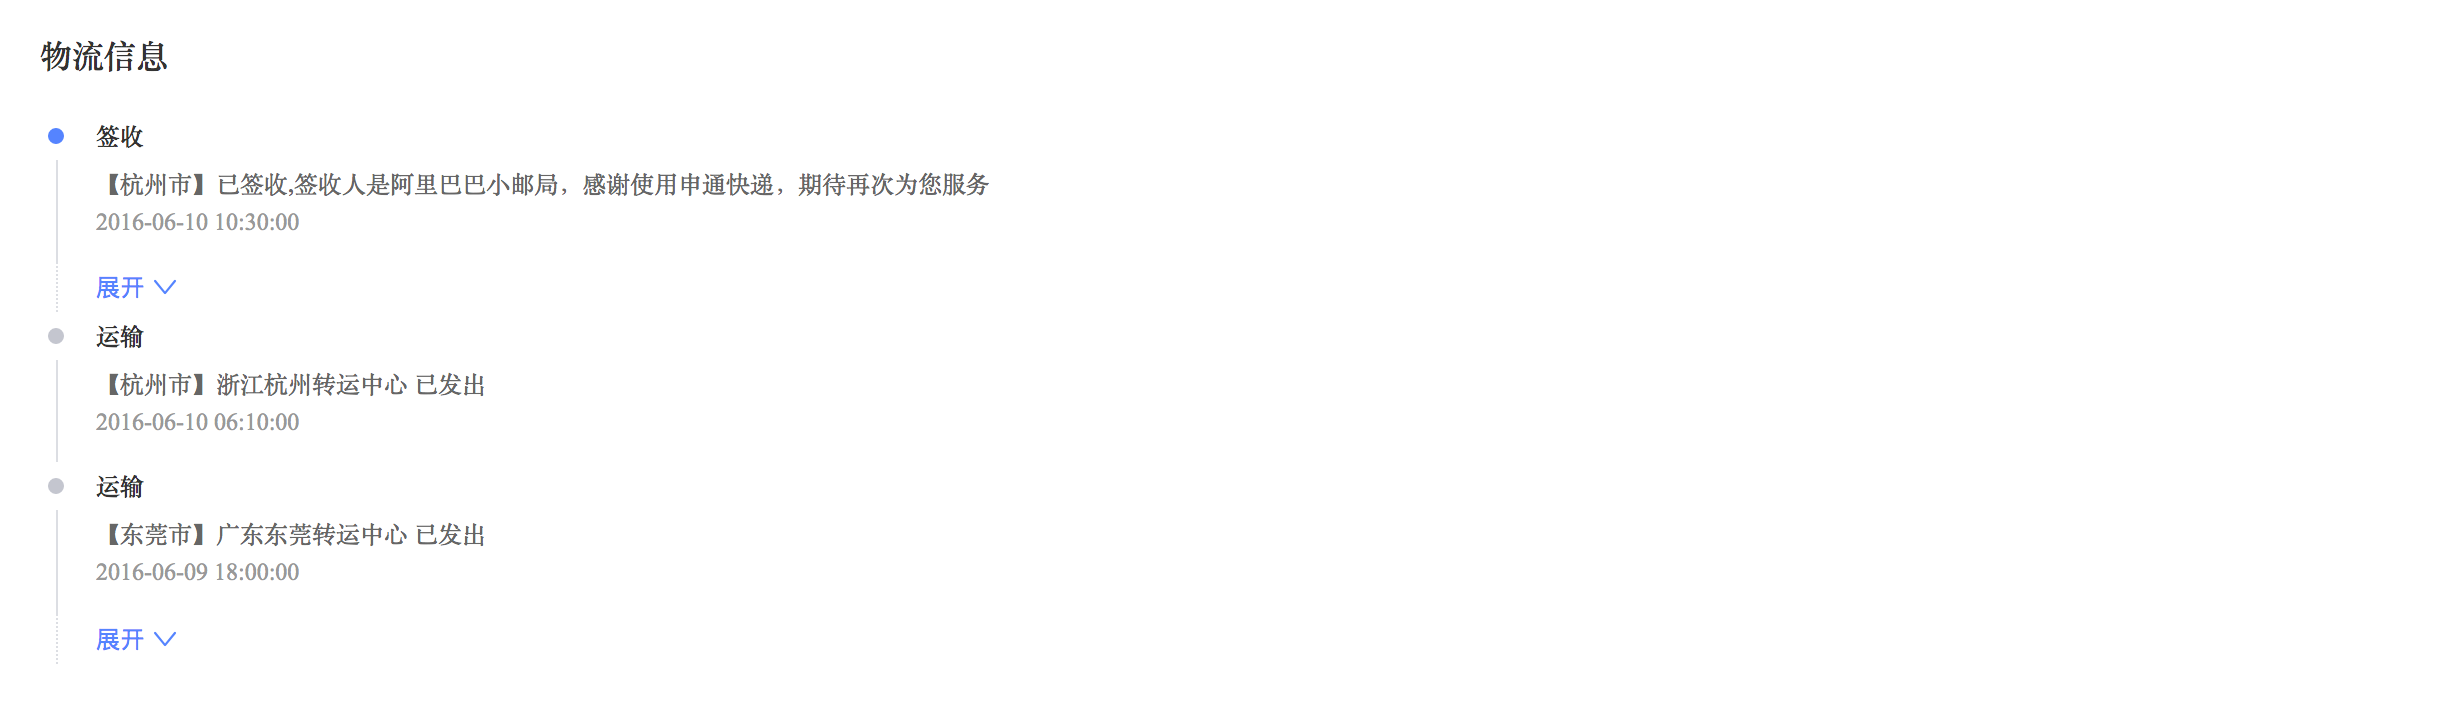 物流信息
签收
【杭州市】已签收,签收人是阿里巴巴小邮局，感谢使用申通快递，期待再次为您服务
2016-06-10 10:30:00
展开
运输
【杭州市】浙江杭州转运中心 已发出
2016-06-10 06:10:00
运输
【东莞市】广东东莞转运中心 已发出
2016-06-09 18:00:00
展开